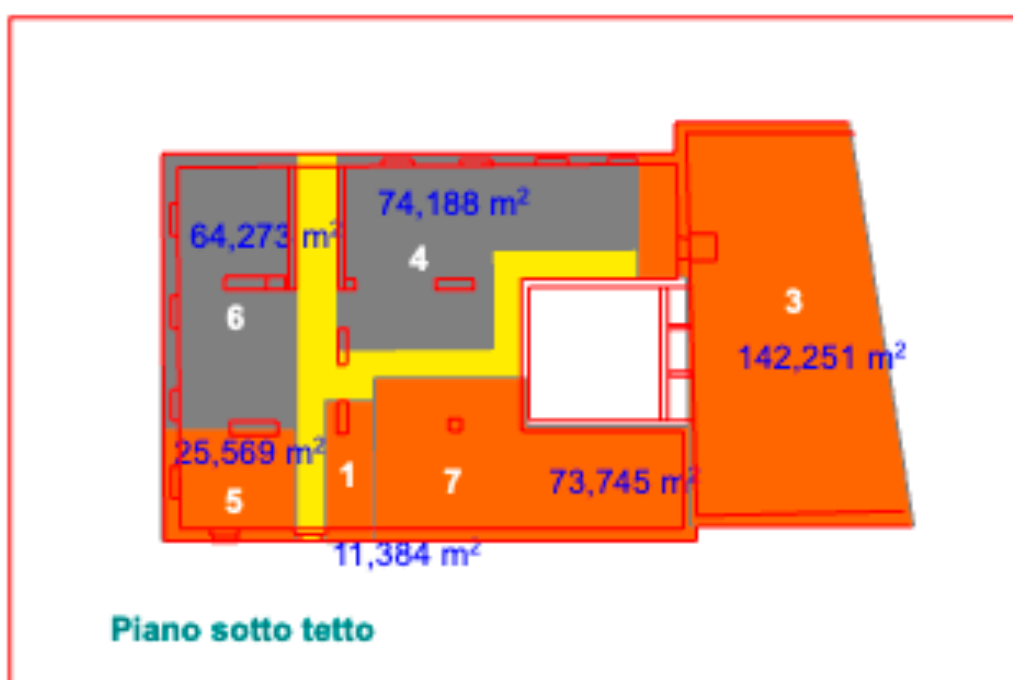 74,188 m²
64,273 m²
4
3
6
142,251 m²
25,569 m²
1
7
73,745 m²
5
11,384 m²
Piano sotto tetto